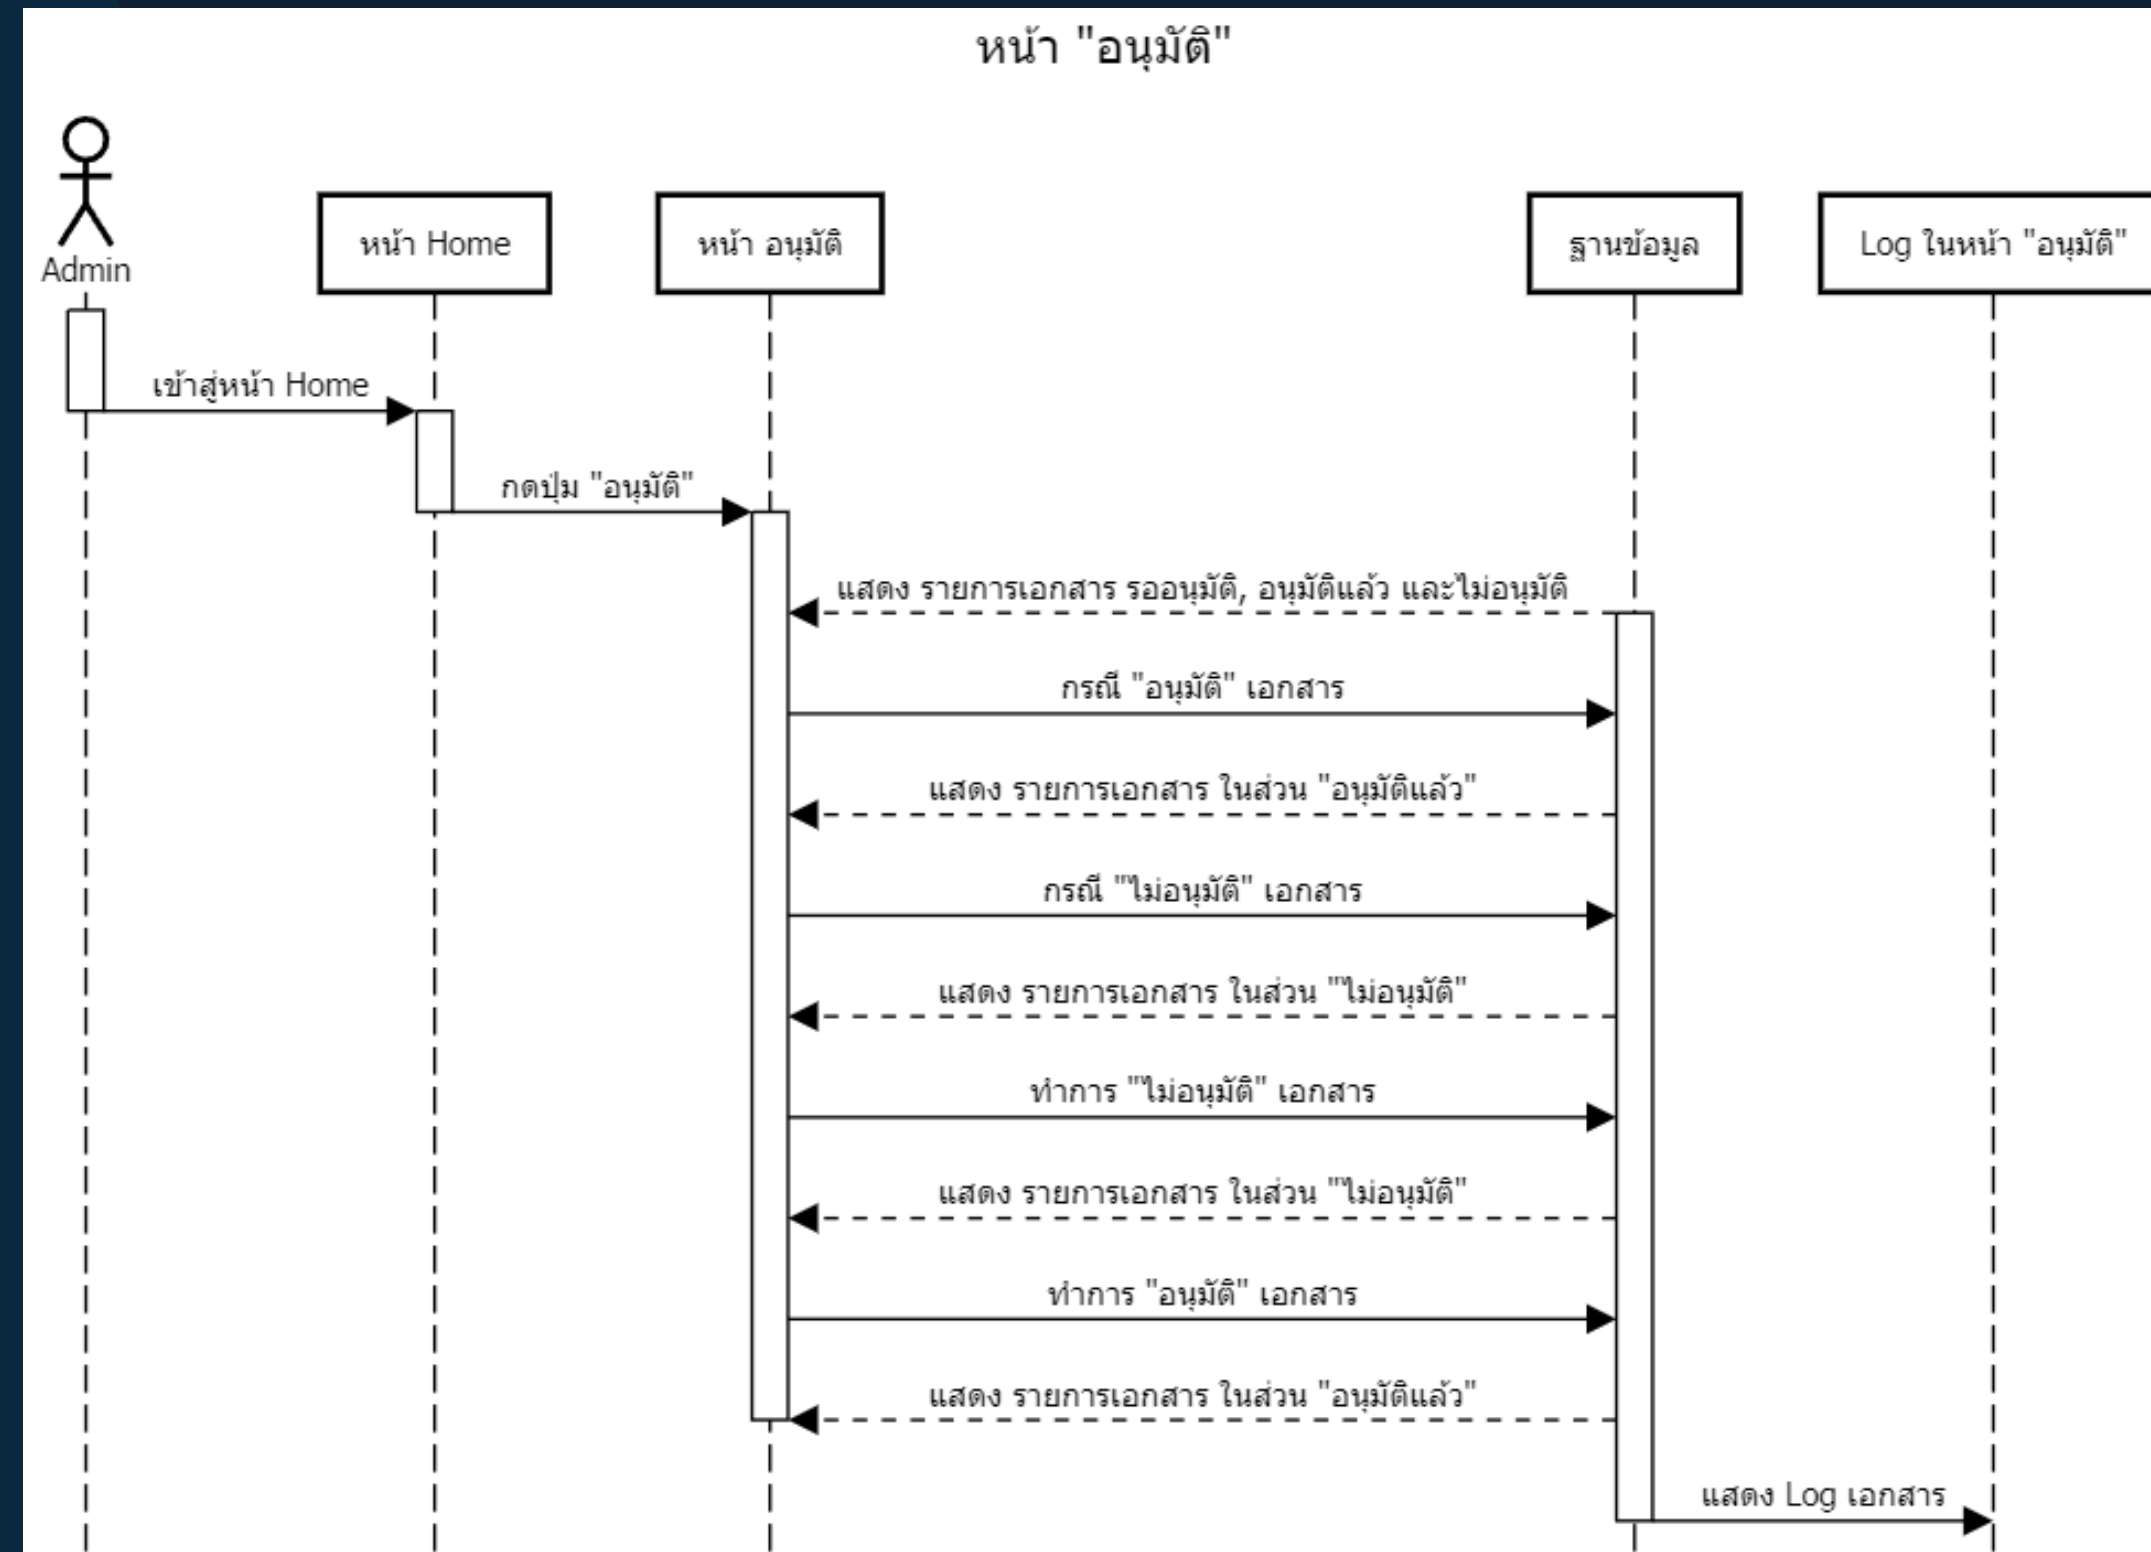 หน้า "อนุมัติ"
Admin
หน้า Home
หน้า อนุมัติ
ฐานข้อมูล
Log ในหน้า "อนุมัติ"
เข้าสู่หน้า Home
กดปุ่ม "อนุมัติ"
แสดง รายการเอกสาร รออนุมัติ, อนุมัติแล้ว และไม่อนุมัติ
กรณี "อนุมัติ" เอกสาร
แสดง รายการเอกสาร ในส่วน "อนุมัติแล้ว"
กรณี "ไม่อนุมัติ" เอกสาร
แสดง รายการเอกสาร ในส่วน "ไม่อนุมัติ"
ทำการ "ไม่อนุมัติ" เอกสาร
แสดง รายการเอกสาร ในส่วน "ไม่อนุมัติ"
ทำการ "อนุมัติ" เอกสาร
แสดง รายการเอกสาร ในส่วน "อนุมัติแล้ว"
แสดง Log เอกสาร